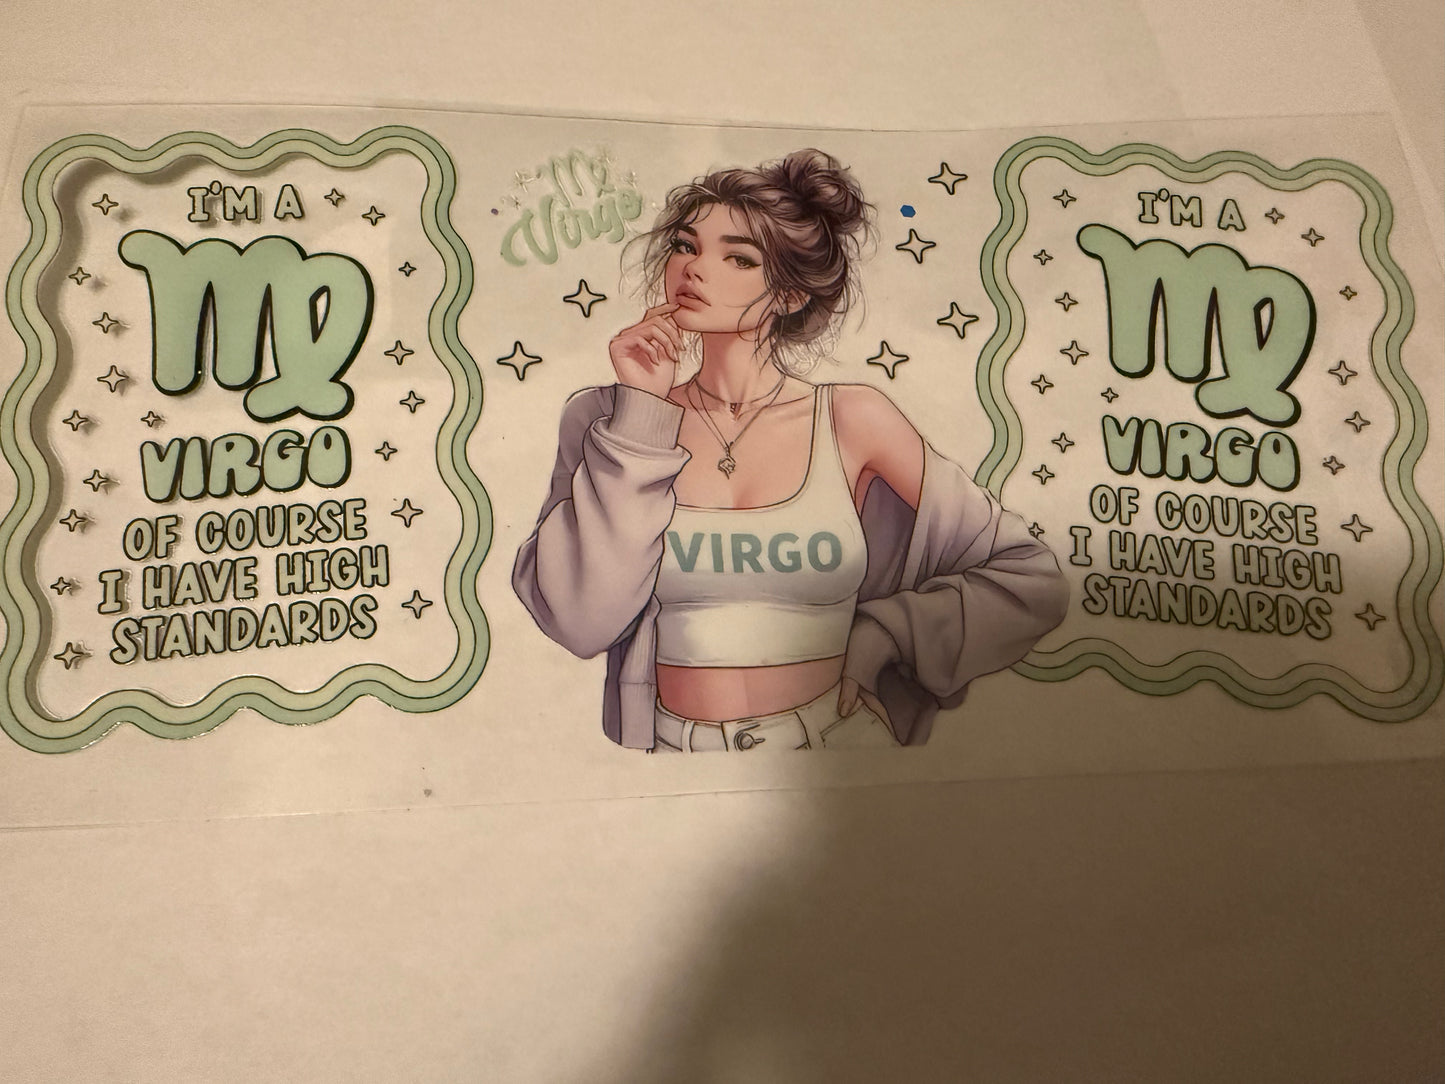 I'M A
VIRGO
OF COURSE
I HAVE HIGH
STANDARDS
Virgo
VIRGO
I'M A
VIRGO
OF COURSE
I HAVE HIGH
STANDARDS